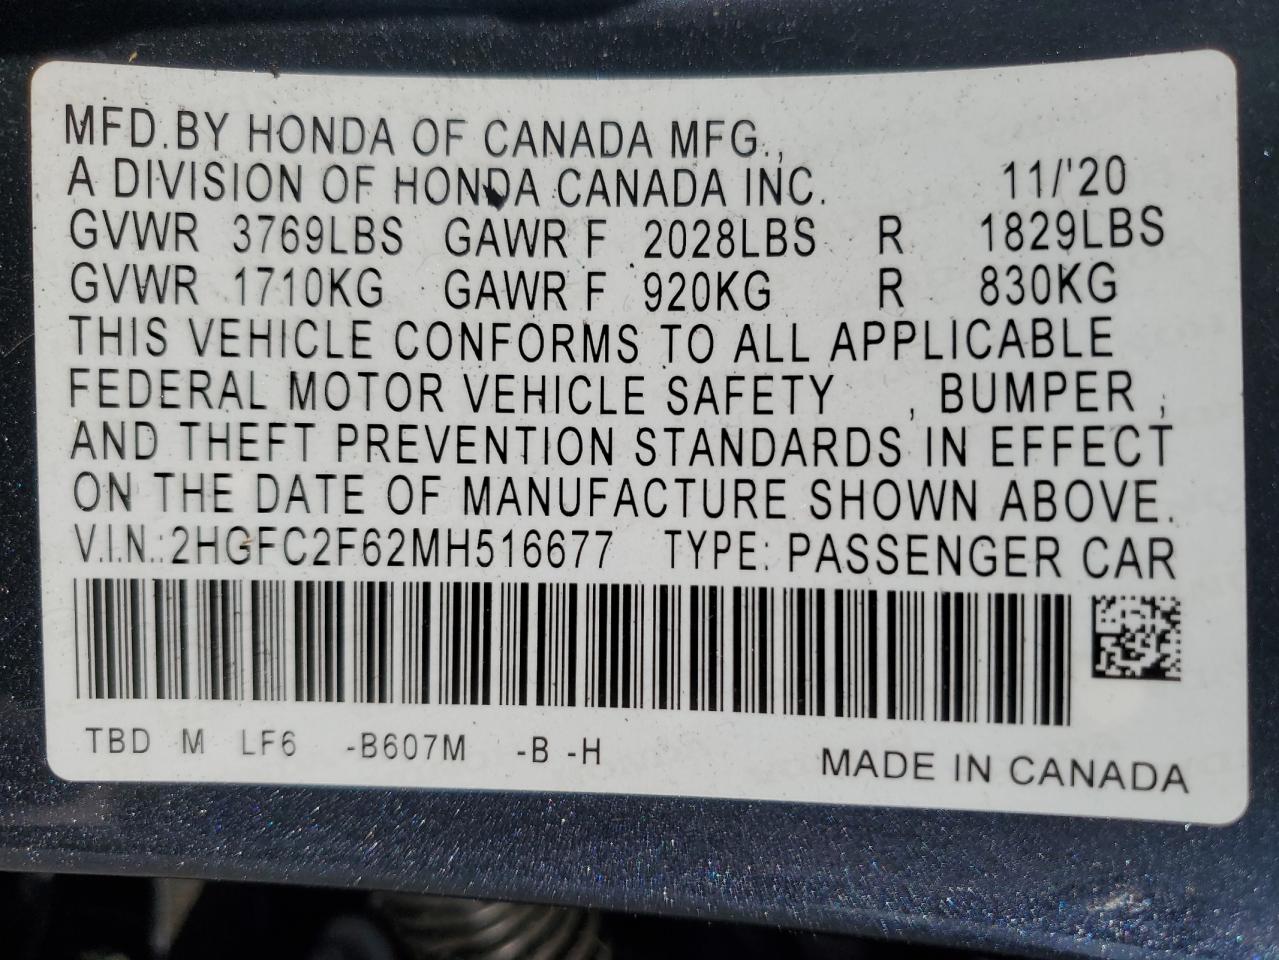 MFD.BY HONDA OF CANADA MFG.,
A DIVISION OF HONDA CANADA INC. 11/'20
GVWR 3769LBS GAWR F 2028LBS R 1829LBS
GVWR 1710KG GAWR F 920KG R 830KG
THIS VEHICLE CONFORMS TO ALL APPLICABLE
FEDERAL MOTOR VEHICLE SAFETY , BUMPER ,
AND THEFT PREVENTION STANDARDS IN EFFECT
ON THE DATE OF MANUFACTURE SHOWN ABOVE.
V.I.N.:2HGFC2F62MH516677 TYPE: PASSENGER CAR
TBD M LF6 -B607M -B -H MADE IN CANADA